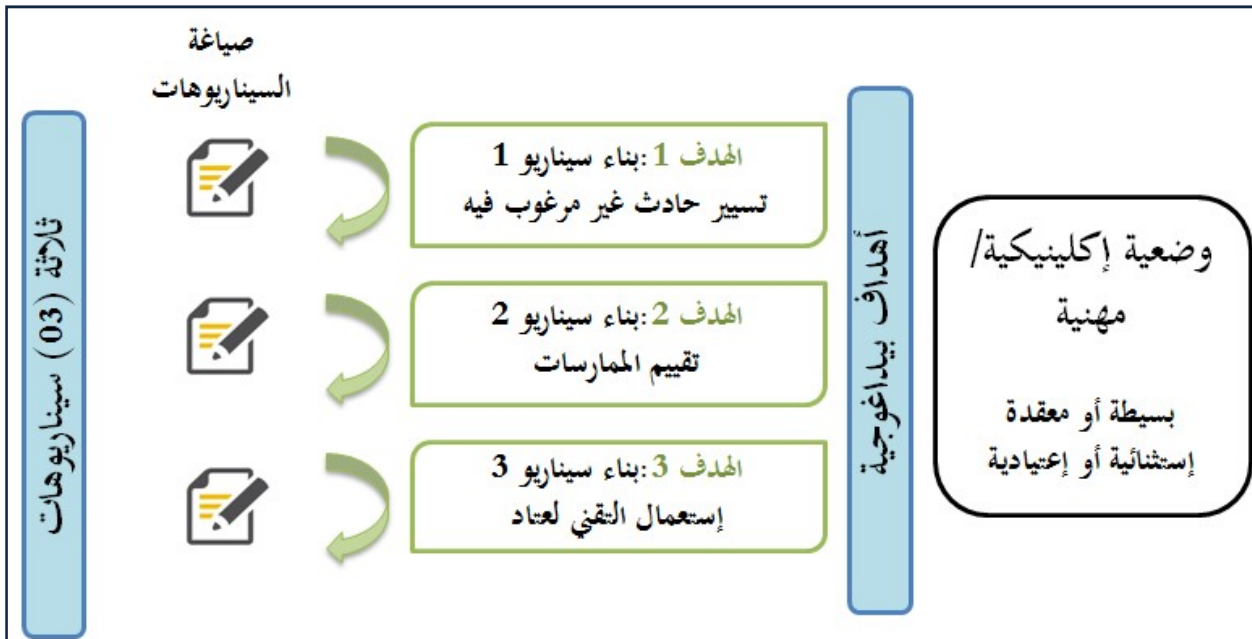 وضعية إكلينيكية/
مهنية
بسيطة أو معقدة
إستثنائية أو إعتيادية
أهداف بيداغوجية
الهدف 1 :بناء سيناريو 1
تسيير حادث غير مرغوب فيه
الهدف 2 :بناء سيناريو 2
تقييم الممارسات
الهدف 3 :بناء سيناريو 3
إستعمال التقني لعتاد
صياغة
السيناريوهات
ثلاثة (03) سيناريوهات